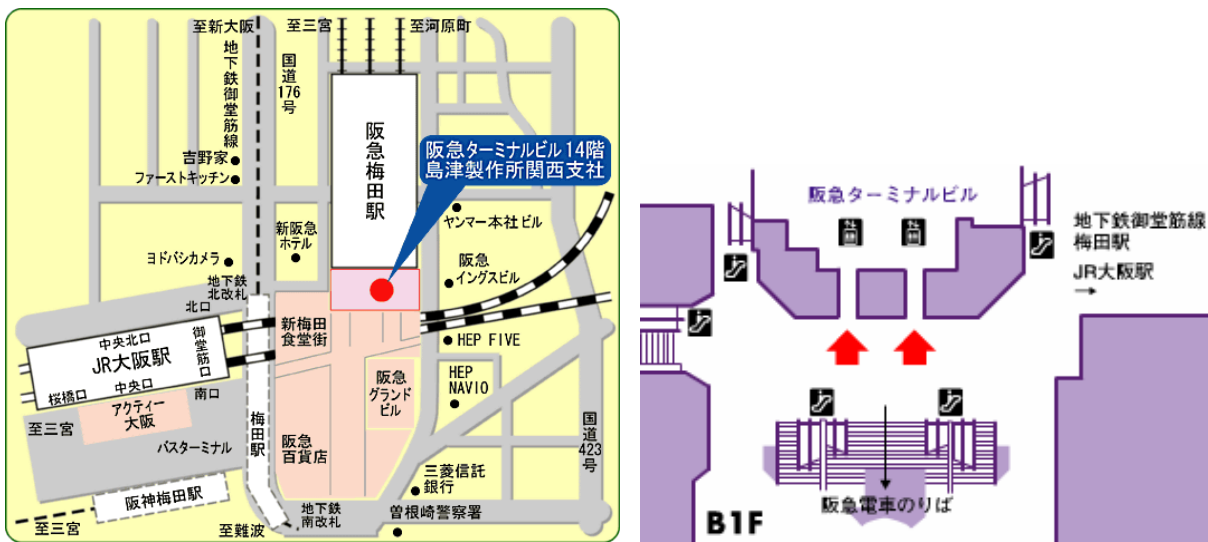 至新大阪
至三宮
至河原町
地下鉄御堂筋線
国道
176
号
吉野家
ファーストキッチン
阪急梅田駅
阪急ターミナルビル14階
島津製作所関西支社
ヤンマー本社ビル
新阪急
ホテル
ヨドバシカメラ
阪急
イングスビル
地下鉄
北改札
北口
中央北口
御堂筋口
JR大阪駅
桜橋口
中央口
南口
新梅田
食堂街
HEP FIVE
HEP
NAVIO
阪急
グランド
ビル
アクティー
大阪
至三宮
バスターミナル
梅田駅
阪急
百貨店
国道
423
号
三菱信託
銀行
阪神梅田駅
地下鉄
南改札
曽根崎警察署
至三宮
至難波
阪急ターミナルビル
地下鉄御堂筋線
梅田駅
JR大阪駅
→
阪急電車のりば
B1F